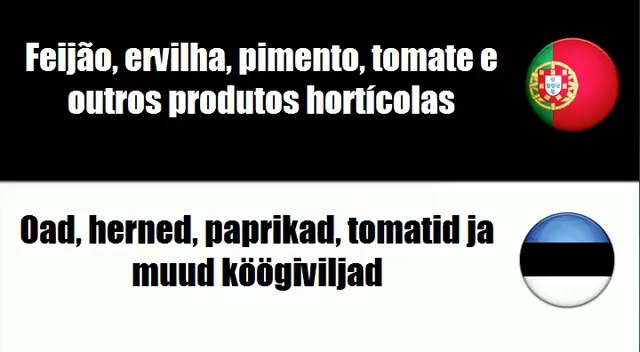 Feijão, ervilha, pimento, tomate e
outros produtos hortícolas
Oad, herned, paprikad, tomatid ja
muud köögiviljad